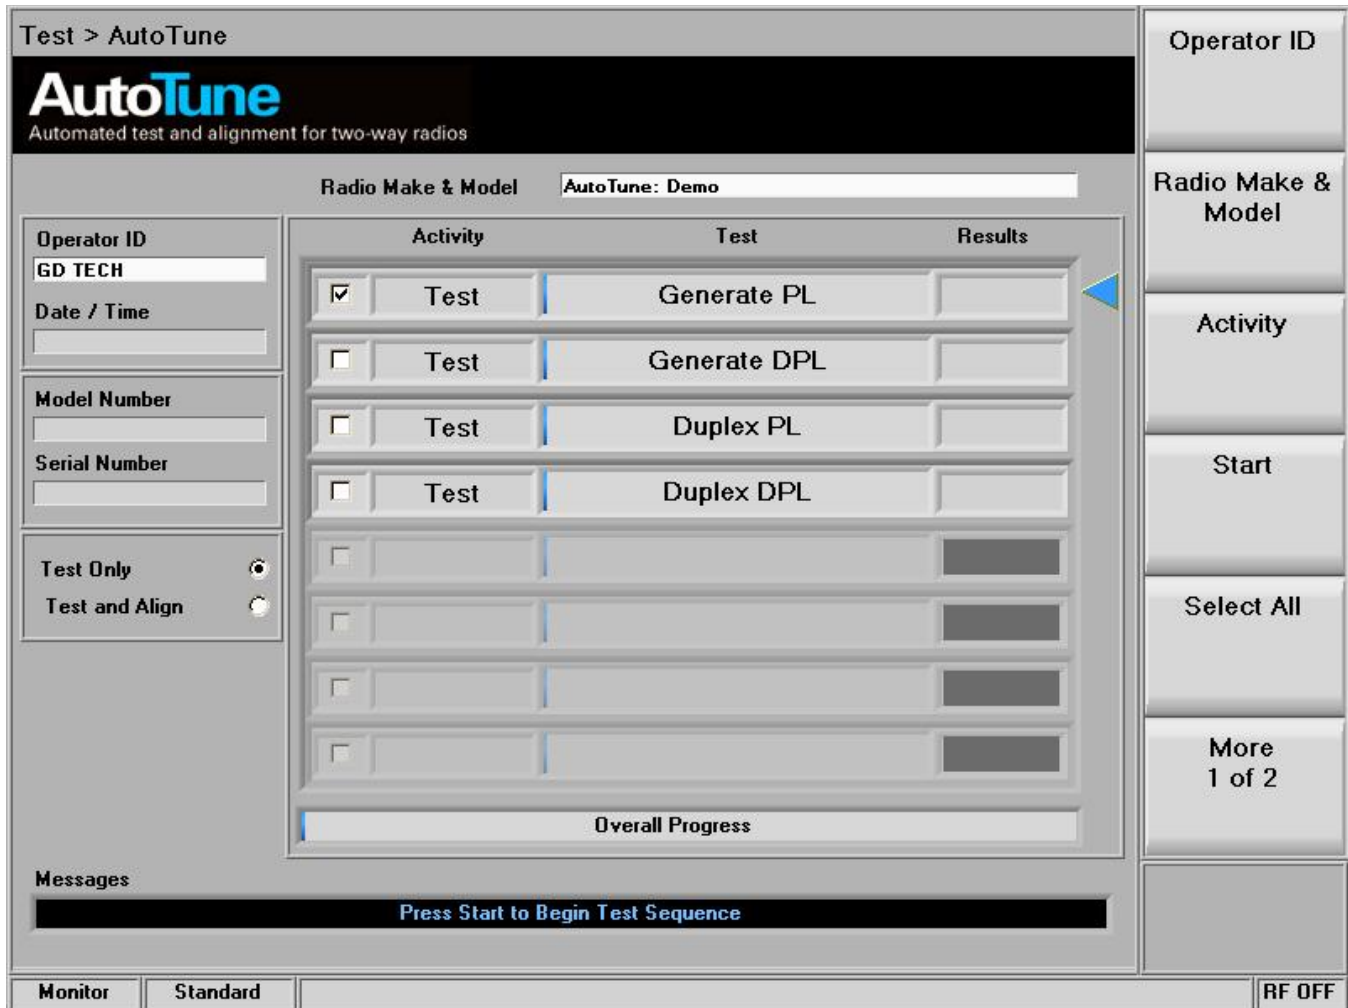 Test > AutoTune
AutoTune
Automated test and alignment for two-way radios
Radio Make & Model
AutoTune: Demo
Operator ID
GD TECH
Date / Time
Model Number
Serial Number
Test Only
Test and Align
Activity Test Results
Test Generate PL
Test Generate DPL
Test Duplex PL
Test Duplex DPL
Overall Progress
Messages
Press Start to Begin Test Sequence
Monitor
Standard
RF OFF
Operator ID
Radio Make &
Model
Activity
Start
Select All
More
1 of 2